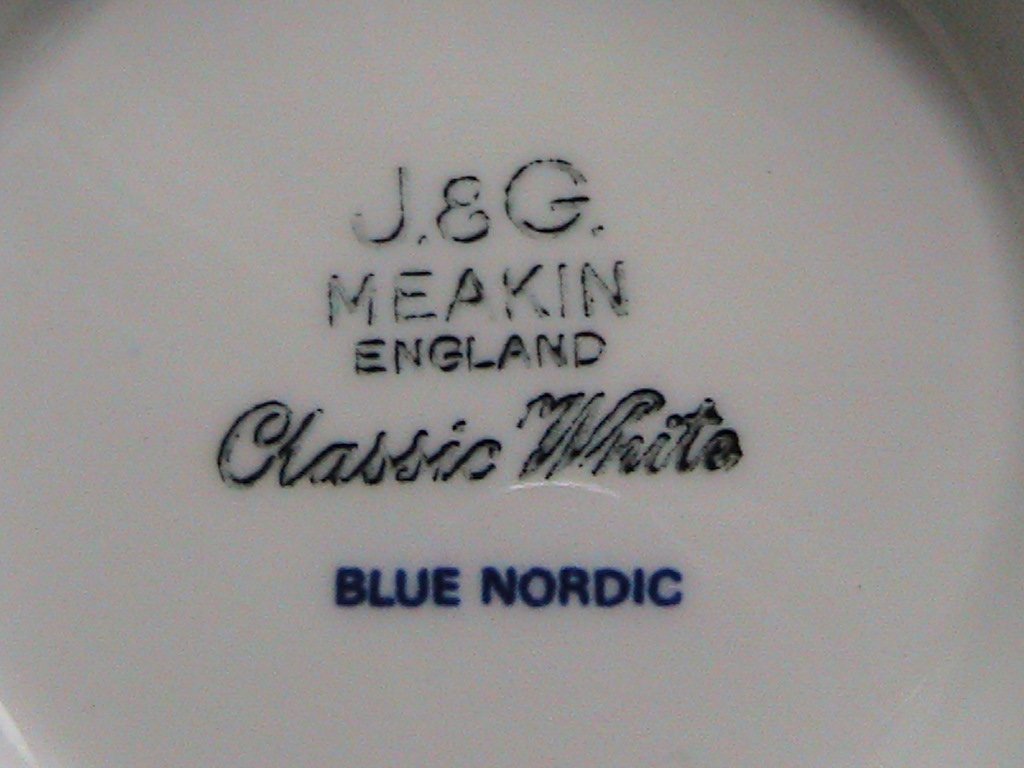 J.&G.
MEAKIN
ENGLAND
Classic White
BLUE NORDIC